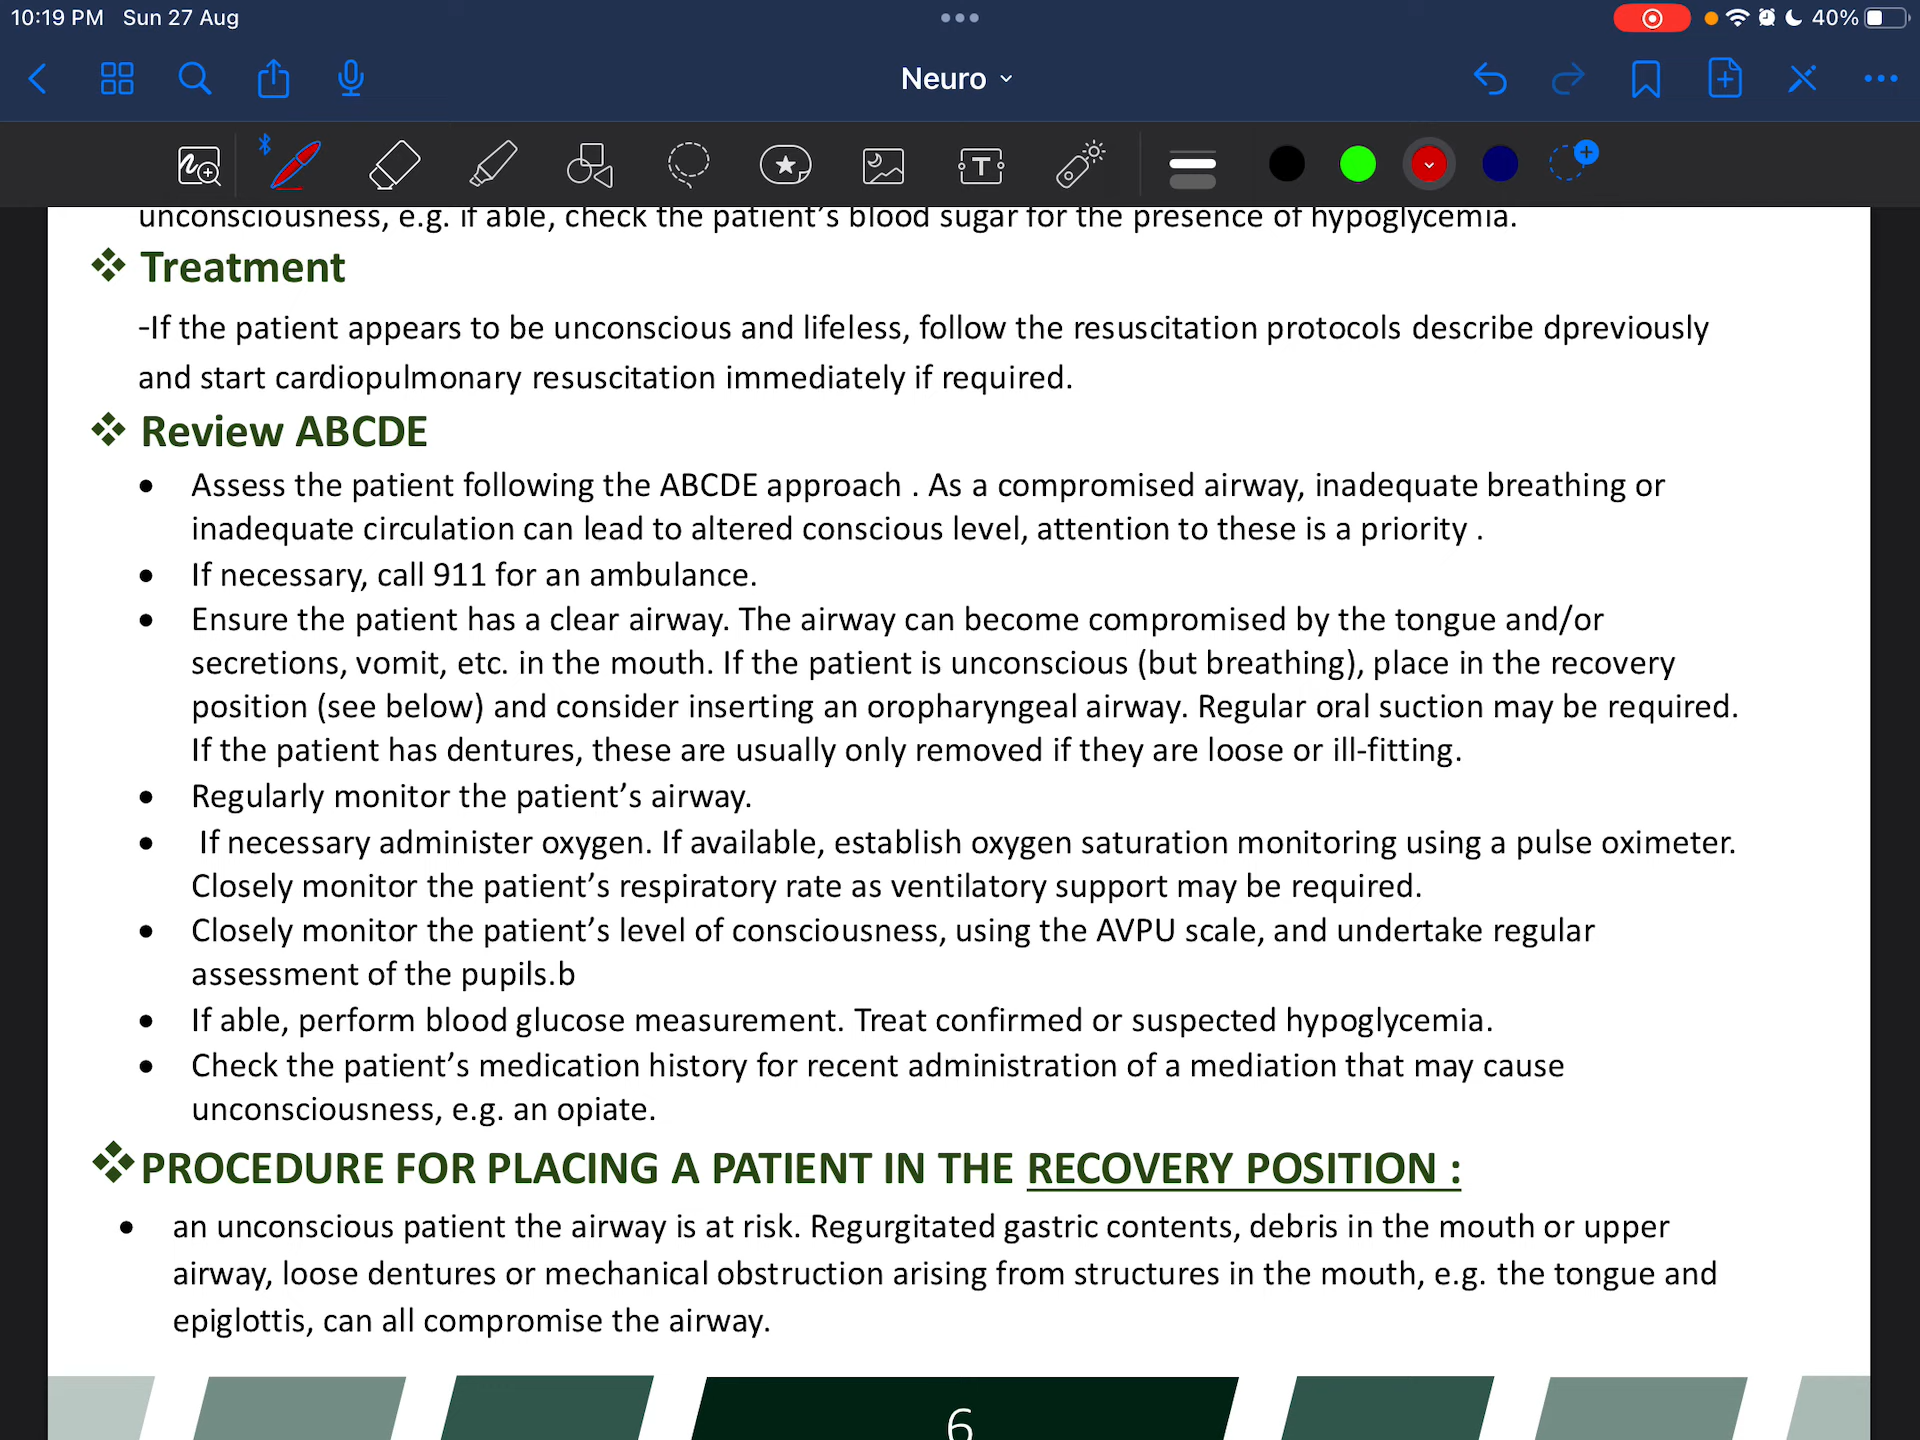 10:19 PM Sun 27 Aug
40%
Neuro
T
unconsciousness, e.g. if able, check the patient's blood sugar for the presence of hypoglycemia.
Treatment
-If the patient appears to be unconscious and lifeless, follow the resuscitation protocols describe dpreviously
and start cardiopulmonary resuscitation immediately if required.
Review ABCDE
• Assess the patient following the ABCDE approach . As a compromised airway, inadequate breathing or
inadequate circulation can lead to altered conscious level, attention to these is a priority .
• If necessary, call 911 for an ambulance.
• Ensure the patient has a clear airway. The airway can become compromised by the tongue and/or
secretions, vomit, etc. in the mouth. If the patient is unconscious (but breathing), place in the recovery
position (see below) and consider inserting an oropharyngeal airway. Regular oral suction may be required.
If the patient has dentures, these are usually only removed if they are loose or ill-fitting.
• Regularly monitor the patient's airway.
• If necessary administer oxygen. If available, establish oxygen saturation monitoring using a pulse oximeter.
Closely monitor the patient's respiratory rate as ventilatory support may be required.
• Closely monitor the patient's level of consciousness, using the AVPU scale, and undertake regular
assessment of the pupils.b
• If able, perform blood glucose measurement. Treat confirmed or suspected hypoglycemia.
• Check the patient's medication history for recent administration of a mediation that may cause
unconsciousness, e.g. an opiate.
PROCEDURE FOR PLACING A PATIENT IN THE RECOVERY POSITION :
• an unconscious patient the airway is at risk. Regurgitated gastric contents, debris in the mouth or upper
airway, loose dentures or mechanical obstruction arising from structures in the mouth, e.g. the tongue and
epiglottis, can all compromise the airway.
6